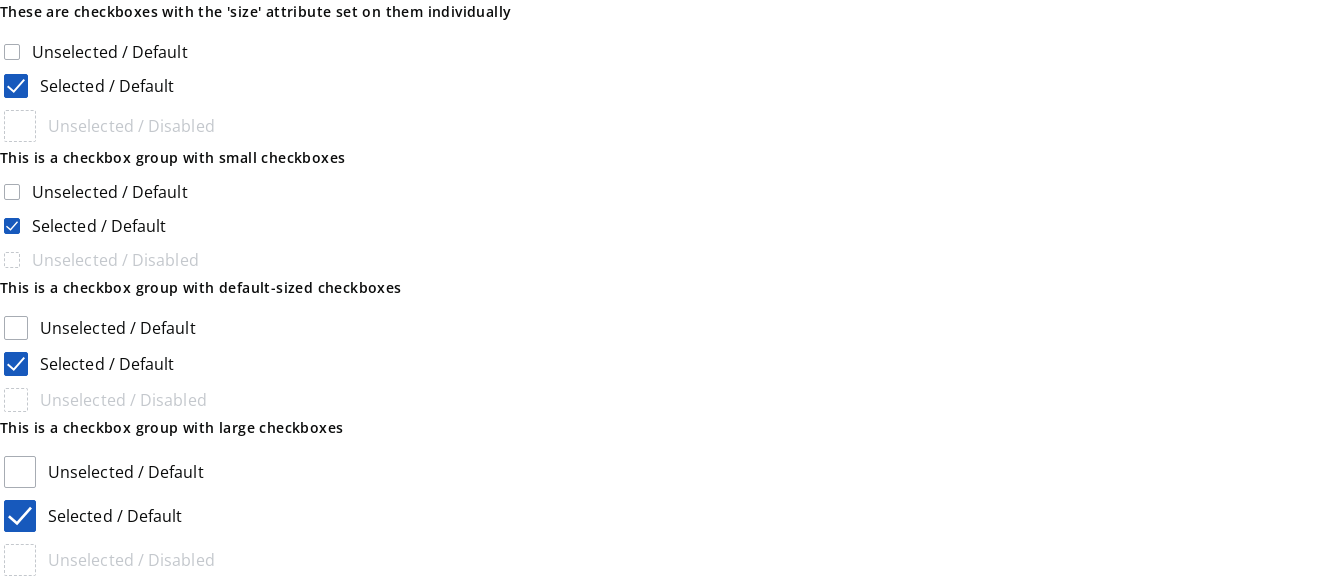 These are checkboxes with the 'size' attribute set on them individually
Unselected / Default
Selected / Default
Unselected / Disabled
This is a checkbox group with small checkboxes
Unselected / Default
Selected / Default
Unselected / Disabled
This is a checkbox group with default-sized checkboxes
Unselected / Default
Selected / Default
Unselected / Disabled
This is a checkbox group with large checkboxes
Unselected / Default
Selected / Default
Unselected / Disabled